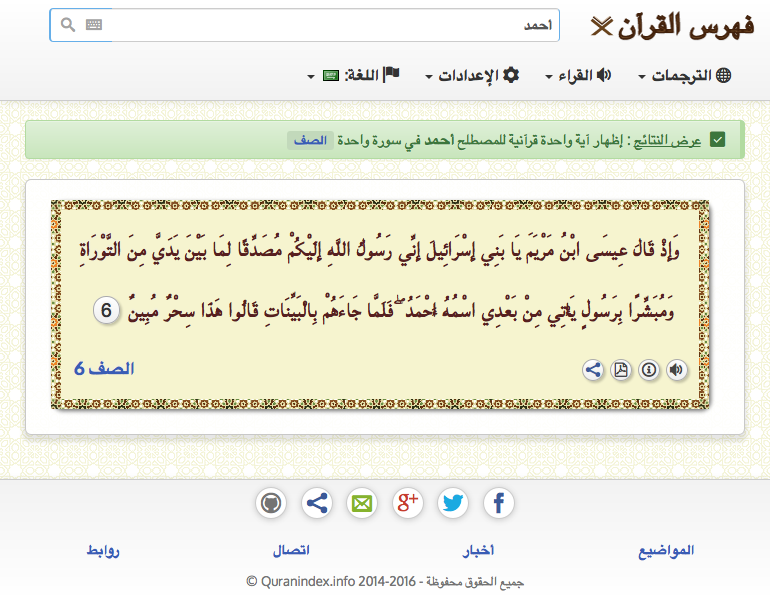 فهرس القرآن
احمد
الترجمات
القراء
الإعدادات
اللغة:
عرض النتائج : إظهار آية واحدة قرآنية للمصطلح أحمد في سورة واحدة الصف
وَإِذْ قَالَ عِيسَى ابْنُ مَرْيَمَ يَا بَنِي إِسْرَائِيلَ إِنِّي رَسُولُ اللَّهِ إِلَيْكُمْ مُصَدِّقًا لِمَا بَيْنَ يَدَيَّ مِنَ التَّوْرَاةِ
وَمُبَشِّرًا بِرَسُولٍ يَأْتِي مِنْ بَعْدِي اسْمُهُ أَحْمَدُ ۖ فَلَمَّا جَاءَهُمْ بِالْبَيِّنَاتِ قَالُوا هَذَا سِحْرٌ مُبِينٌ 6
الصف 6
المواضيع
أخبار
اتصال
روابط
جميع الحقوق محفوظة - Quranindex.info 2014-2016 ©